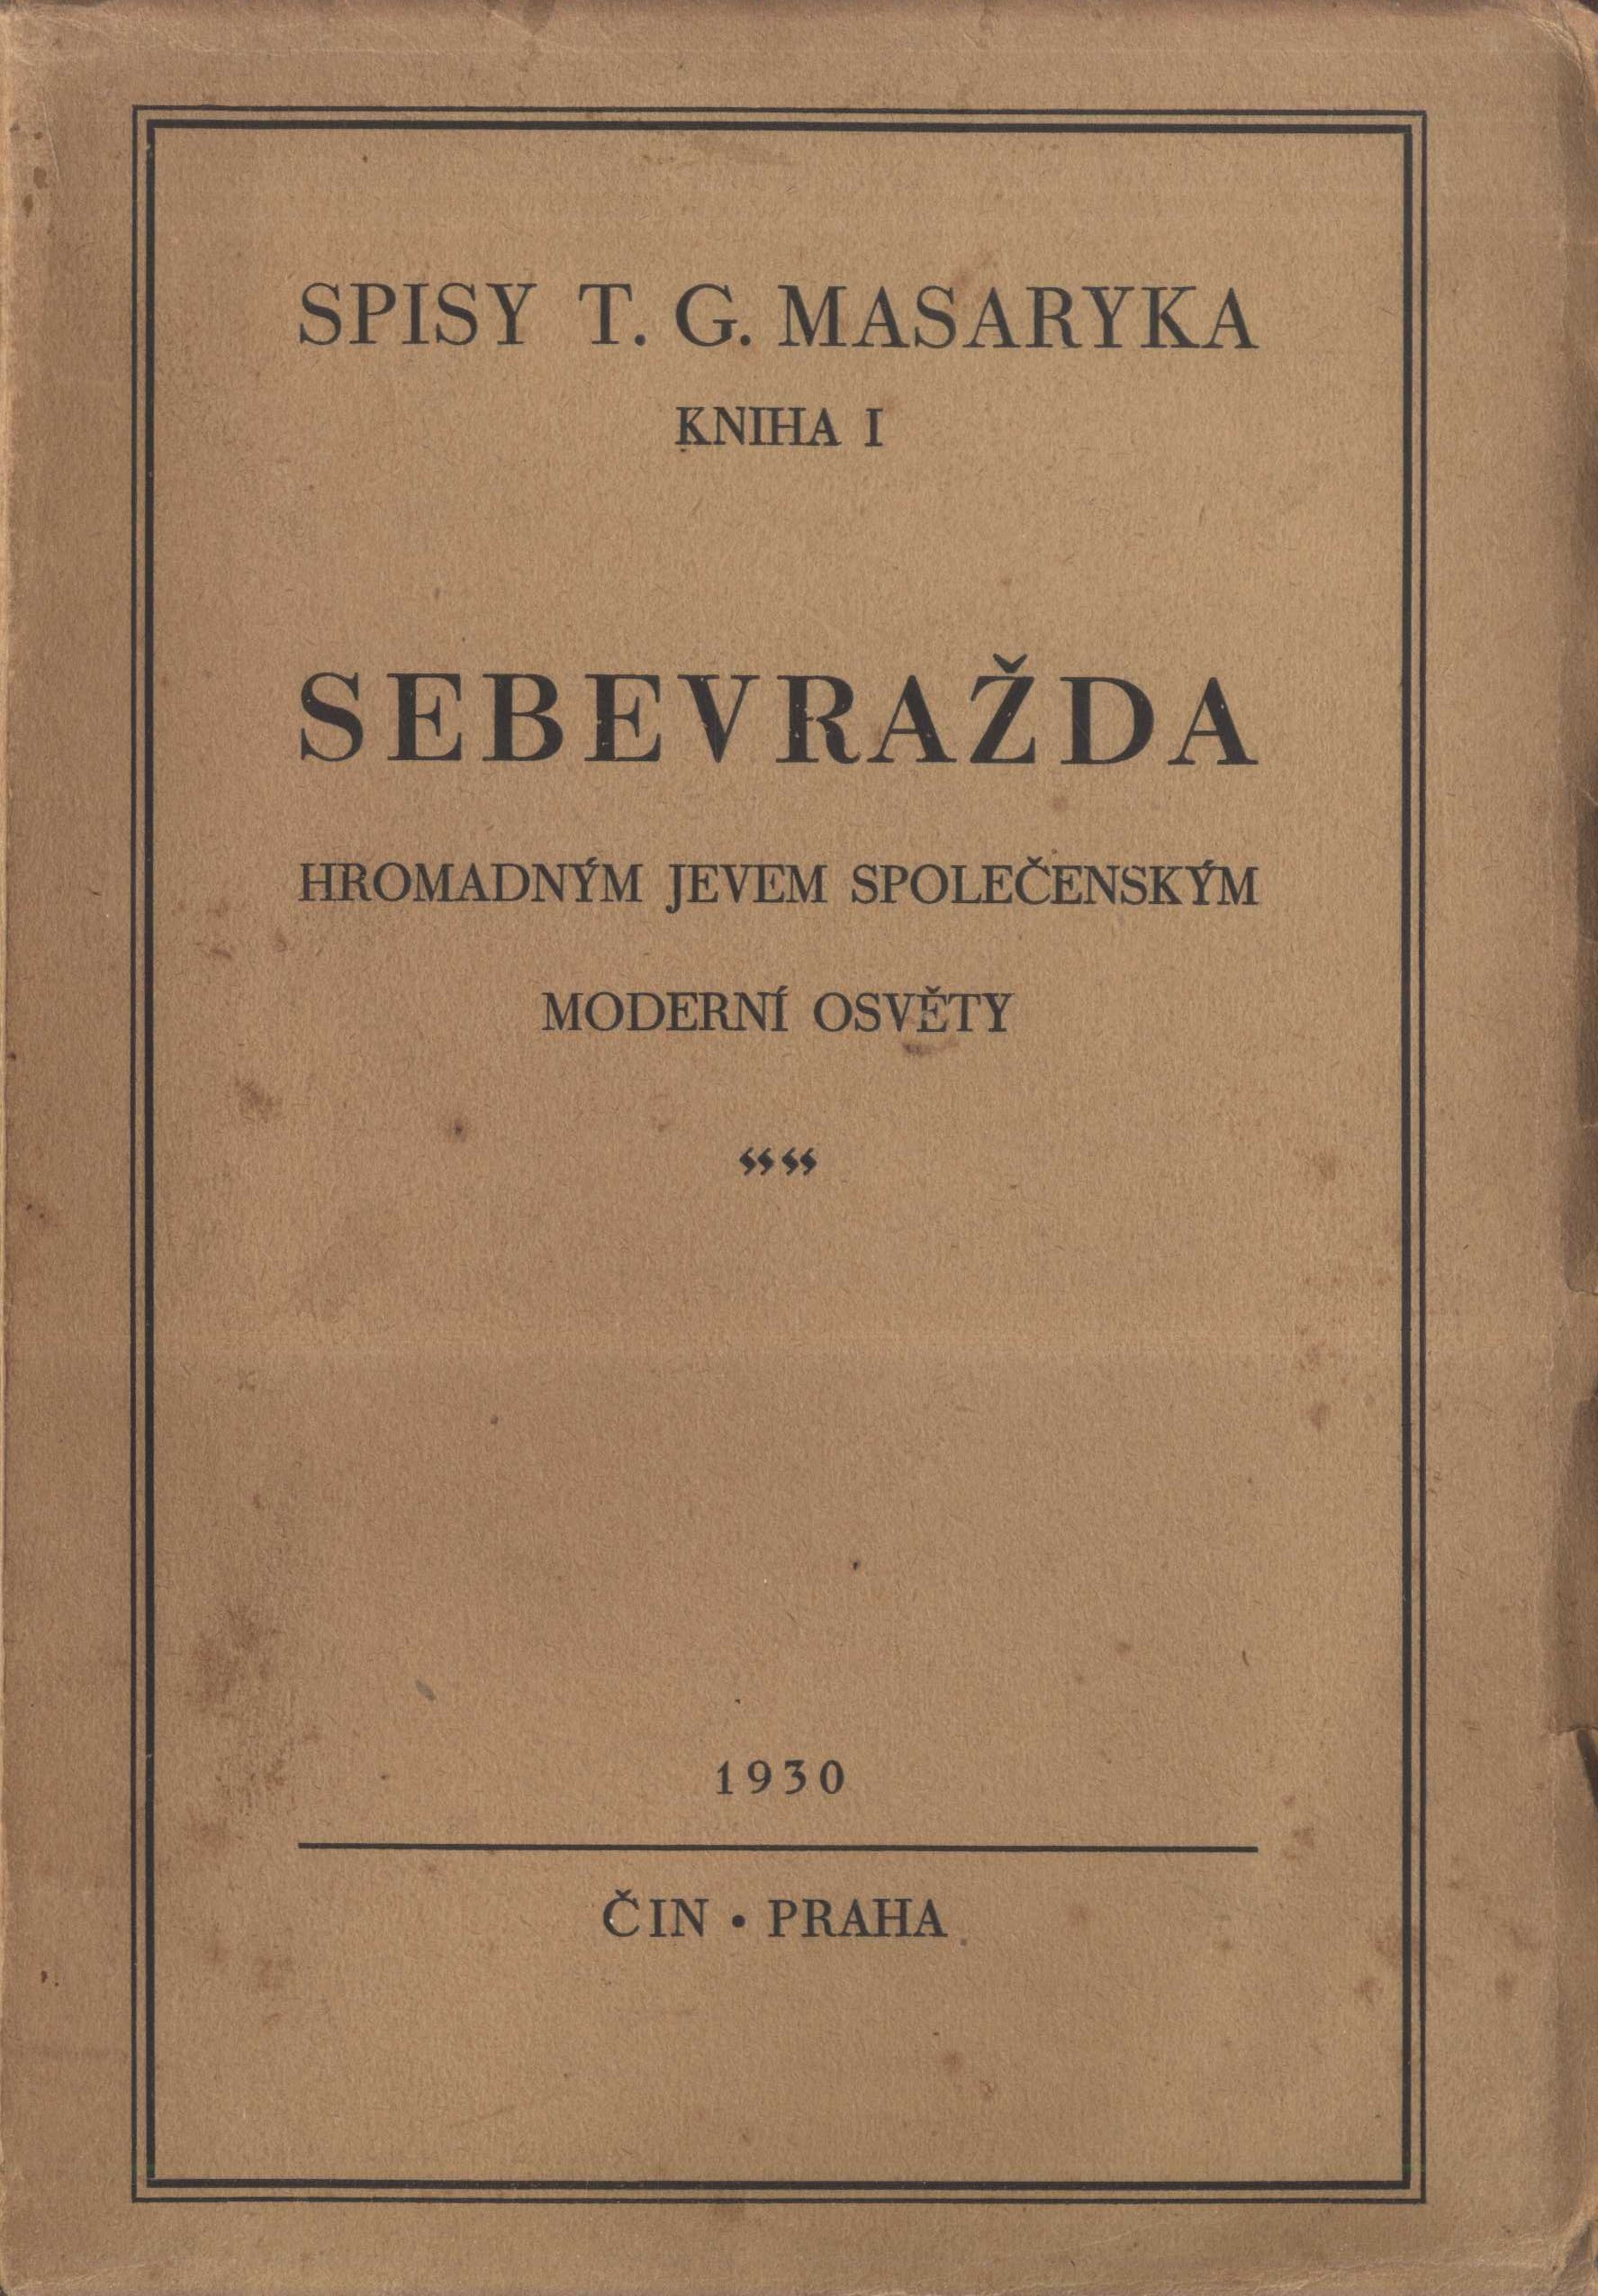 SPISY T. G. MASARYKA
KNIHA I
SEBEVRAŽDA
HROMADNÝM JEVEM SPOLEČENSKÝM
MODERNÍ OSVĚTY
1930
ČIN • PRAHA